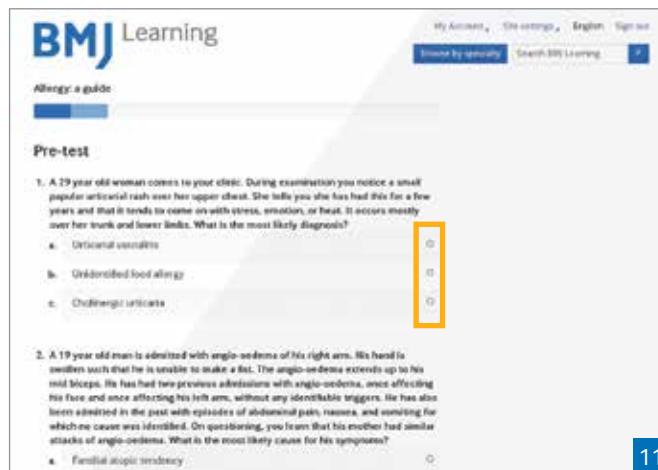 BMJ Learning
My Account, Site settings, English Sign out
Browse by specialty Search BMJ Learning
Allergy: a guide
Pre-test
1. A 29 year old woman comes to your clinic. During examination you notice a small
papular urticarial rash over her upper chest. She tells you she has had this for a few
years and that it tends to come on with stress, emotion, or heat. It occurs mostly
over her trunk and lower limbs. What is the most likely diagnosis?
a. Urticarial vasculitis
b. Unidentified food allergy
c. Cholinergic urticaria
2. A 19 year old man is admitted with angio-oedema of his right arm. His hand is
swollen such that he is unable to make a fist. The angio-oedema extends up to his
mid biceps. He has had two previous admissions with angio-oedema, once affecting
his face and once affecting his left arm, without any identifiable triggers. He has also
been admitted in the past with episodes of abdominal pain, nausea, and vomiting for
which no cause was identified. On questioning, you learn that his mother had similar
attacks of angio-oedema. What is the most likely cause for his symptoms?
a. Familial atopic tendency
11